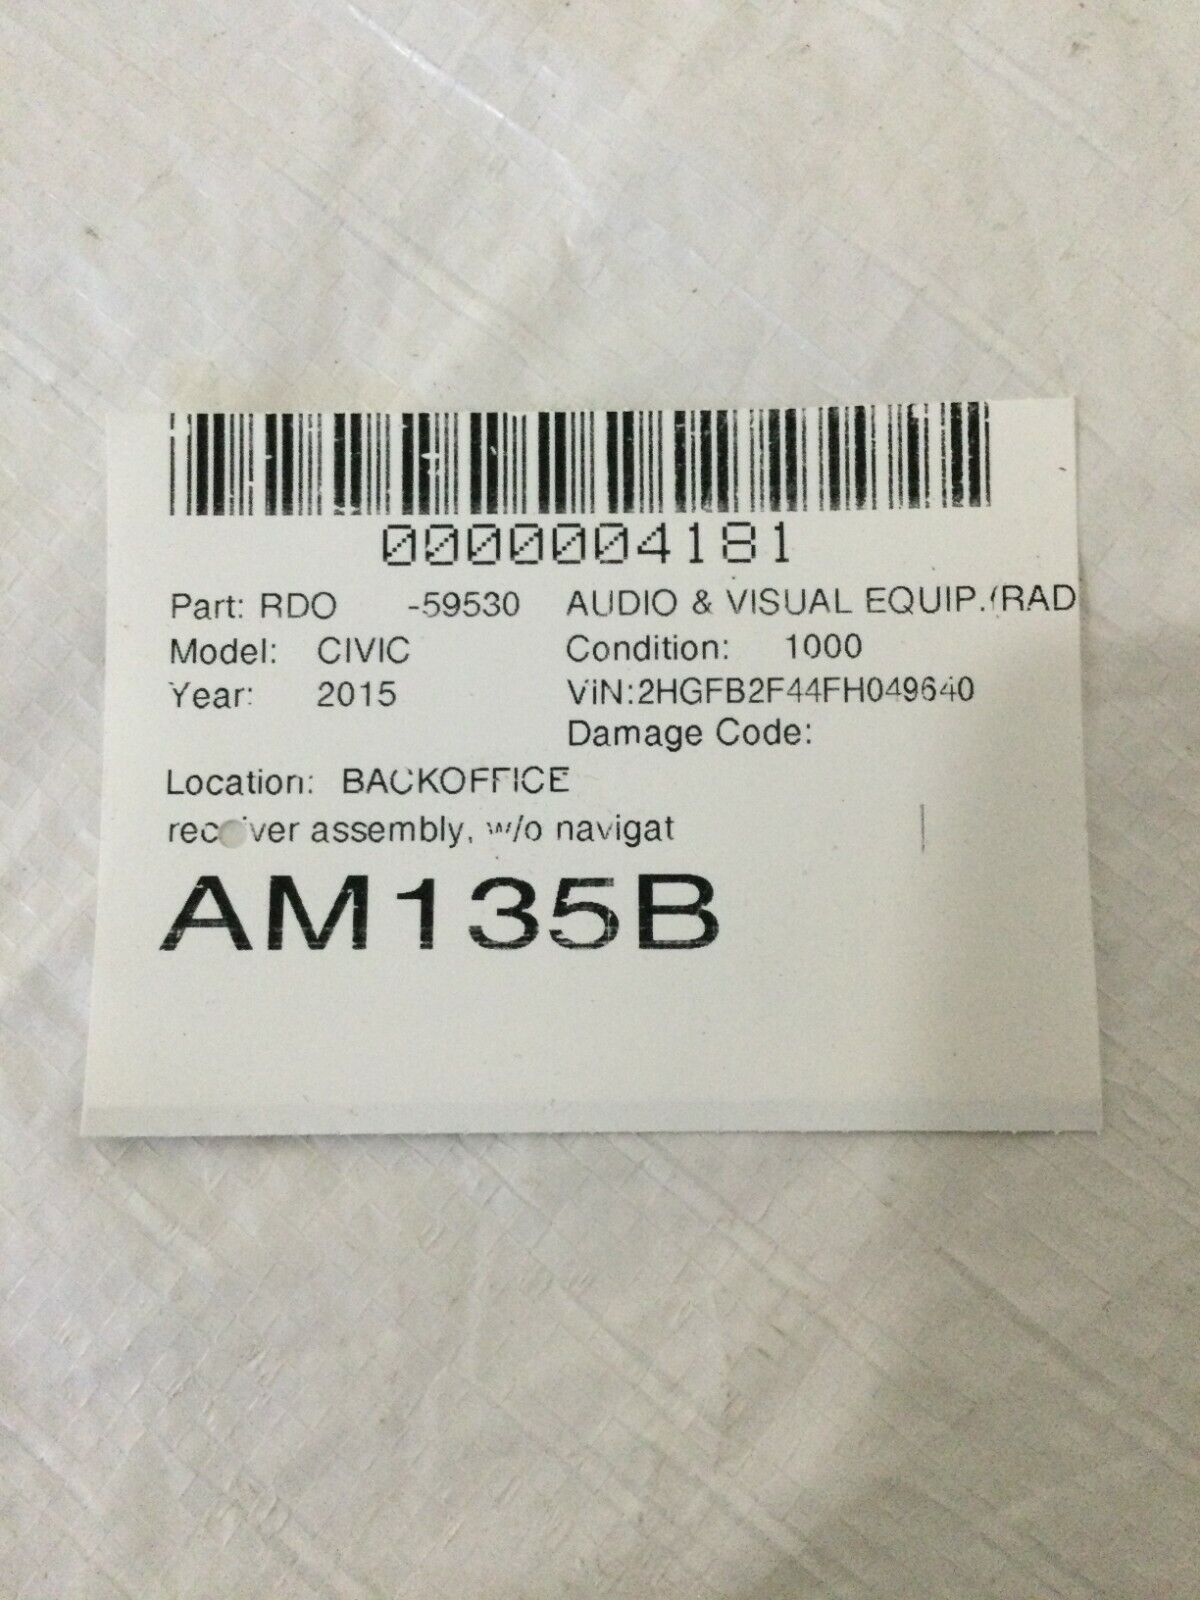 0000004181
Part: RDO -59530 AUDIO & VISUAL EQUIP.(RAD
Model: CIVIC Condition: 1000
Year: 2015 ViN:2HGFB2F44FH049640
Damage Code:
Location: BACKOFFICE
receiver assembly, w/o navigat
AM135B